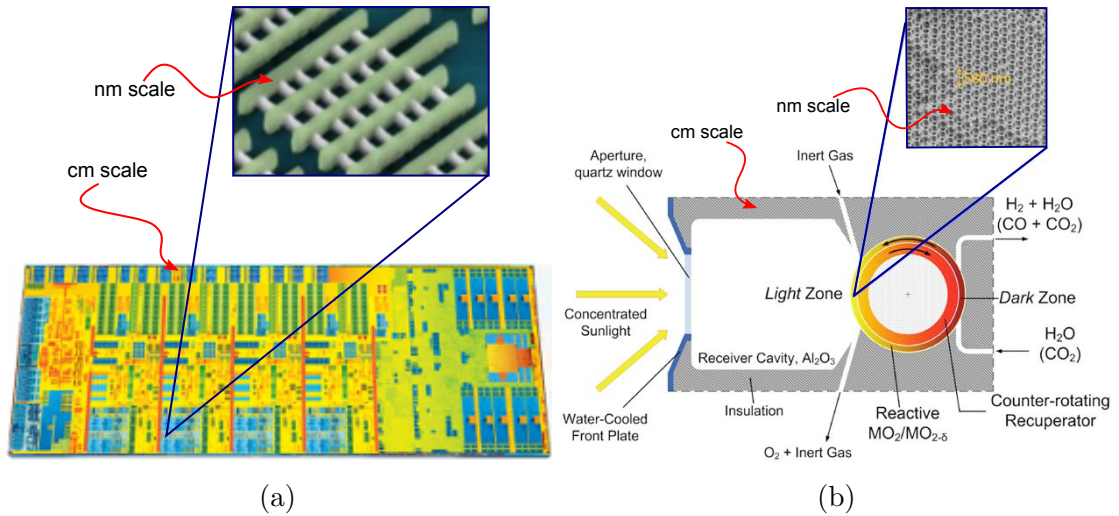 nm scale
cm scale
(a)
580 nm
nm scale
cm scale
Aperture,
quartz window
Inert Gas
H₂ + H₂O
(CO + CO₂)
Light Zone
Dark Zone
Concentrated
Sunlight
H₂O
(CO₂)
Receiver Cavity, Al₂O₃
Insulation
Water-Cooled
Front Plate
Reactive
MO₂/MO₂₋δ
Counter-rotating
Recuperator
O₂ + Inert Gas
(b)